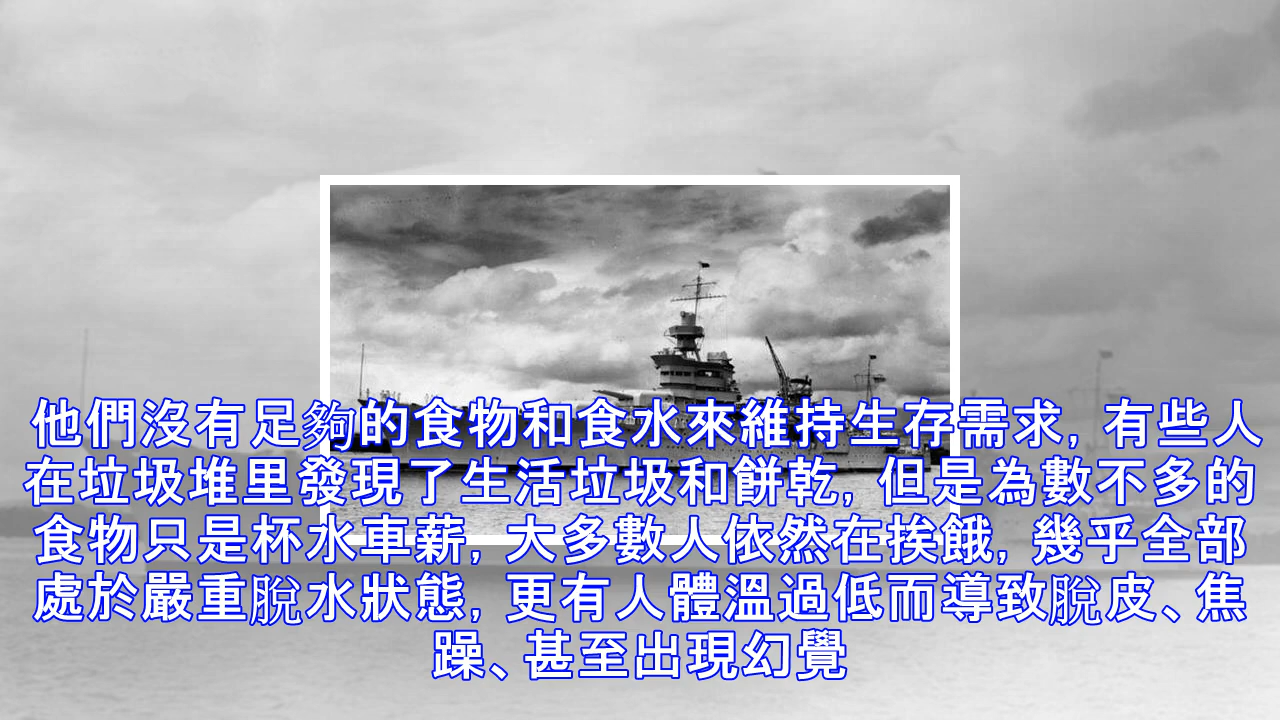 他們沒有足夠的食物和食水來維持生存需求, 有些人
在垃圾堆里發現了生活垃圾和餅乾, 但是為數不多的
食物只是杯水車薪, 大多數人依然在挨餓, 幾乎全部
處於嚴重脫水狀態, 更有人體溫過低而導致脫皮、焦
躁、甚至出現幻覺